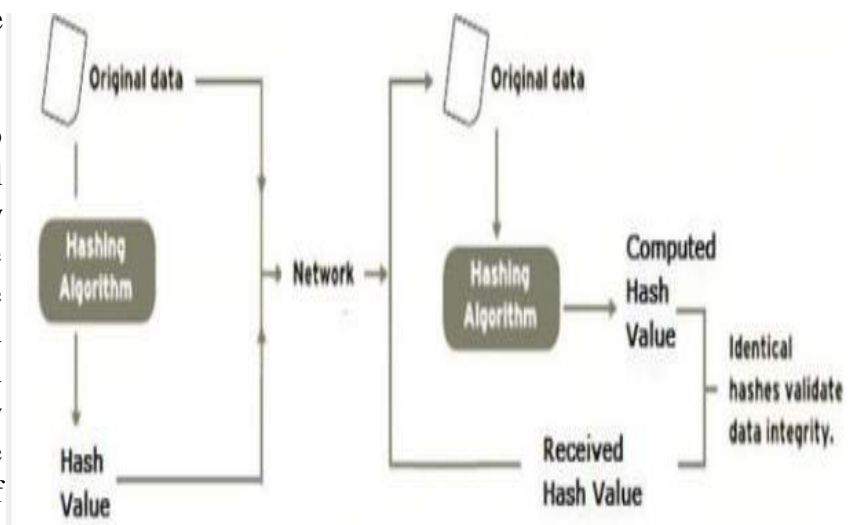 Original data
Hashing
Algorithm
Hash
Value
Network
Original data
Hashing
Algorithm
Computed
Hash
Value
Received
Hash Value
Identical
hashes validate
data integrity.